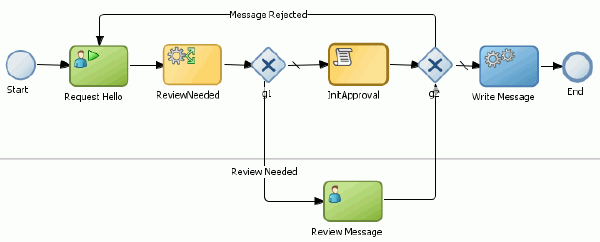 Message Rejected
Start
Request Hello
ReviewNeeded
g1
InitApproval
g2
Write Message
End
Review Needed
Review Message